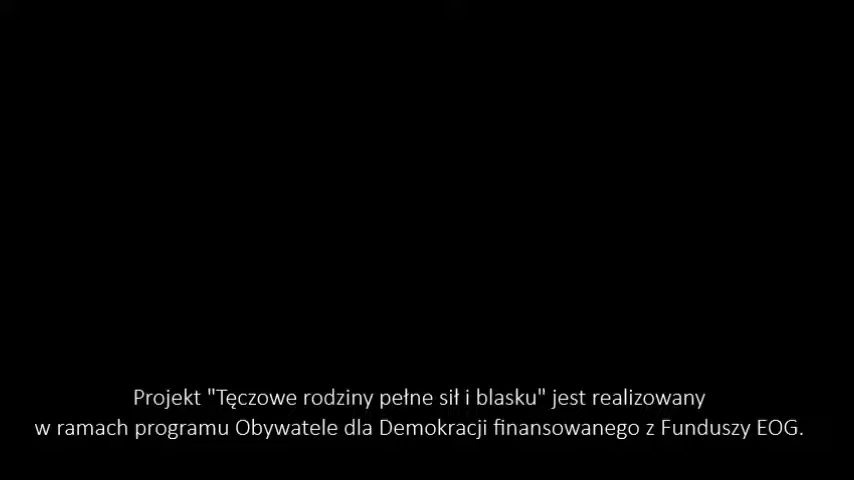 Projekt "Tęczowe rodziny pełne sił i blasku" jest realizowany
w ramach programu Obywatele dla Demokracji finansowanego z Funduszy EOG.